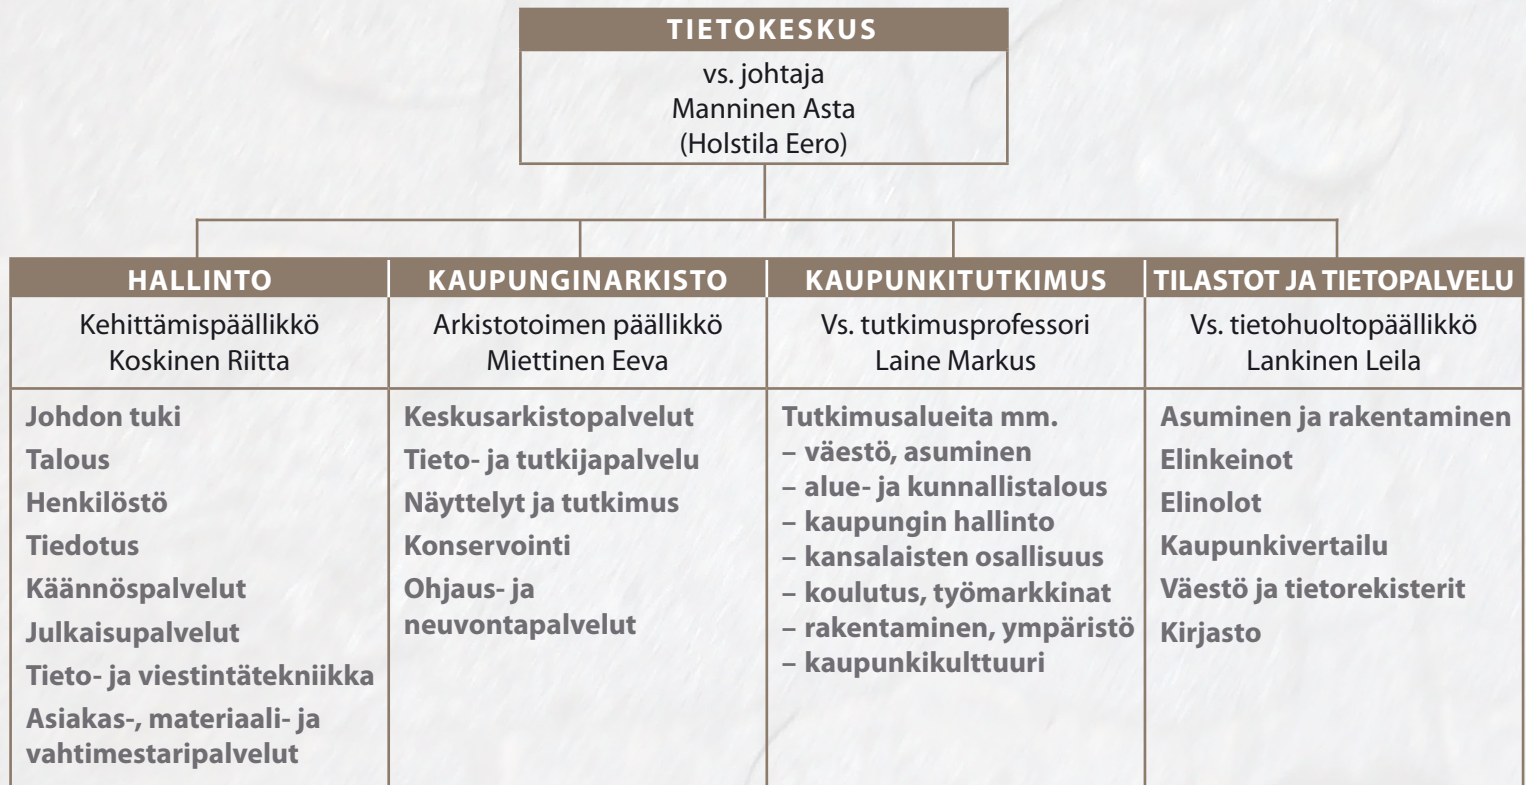 TIETOKESKUS
vs. johtaja
Manninen Asta
(Holstila Eero)
HALLINTO
Kehittämispäällikkö
Koskinen Riitta
Johdon tuki
Talous
Henkilöstö
Tiedotus
Käännöspalvelut
Julkaisupalvelut
Tieto- ja viestintätekniikka
Asiakas-, materiaali- ja
vahtimestaripalvelut
KAUPUNGINARKISTO
Arkistotoimen päällikkö
Miettinen Eeva
Keskusarkistopalvelut
Tieto- ja tutkijapalvelu
Näyttelyt ja tutkimus
Konservointi
Ohjaus- ja
neuvontapalvelut
KAUPUNKITUTKIMUS
Vs. tutkimusprofessori
Laine Markus
Tutkimusalueita mm.
– väestö, asuminen
– alue- ja kunnallistalous
– kaupungin hallinto
– kansalaisten osallisuus
– koulutus, työmarkkinat
– rakentaminen, ympäristö
– kaupunkikulttuuri
TILASTOT JA TIETOPALVELU
Vs. tietohuoltopäällikkö
Lankinen Leila
Asuminen ja rakentaminen
Elinkeinot
Elinolot
Kaupunkivertailu
Väestö ja tietorekisterit
Kirjasto